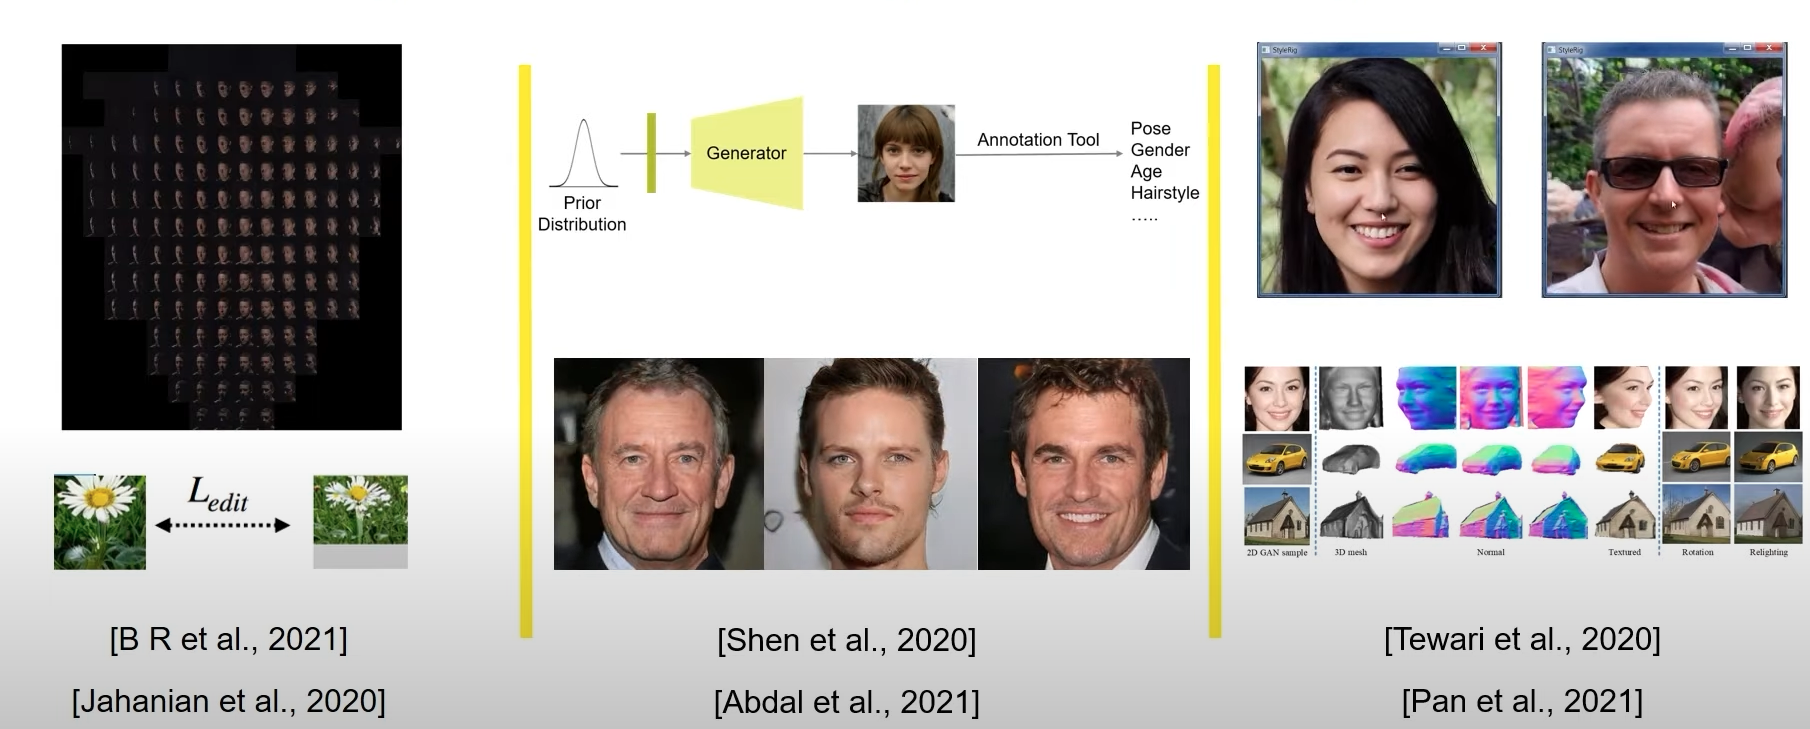 L_edit
[B R et al., 2021]
[Jahanian et al., 2020]
Prior
Distribution
Generator
Annotation Tool
Pose
Gender
Age
Hairstyle
.....
[Shen et al., 2020]
[Abdal et al., 2021]
StyleRig
StyleRig
2D GAN sample 3D mesh Normal Textured Rotation Relighting
[Tewari et al., 2020]
[Pan et al., 2021]